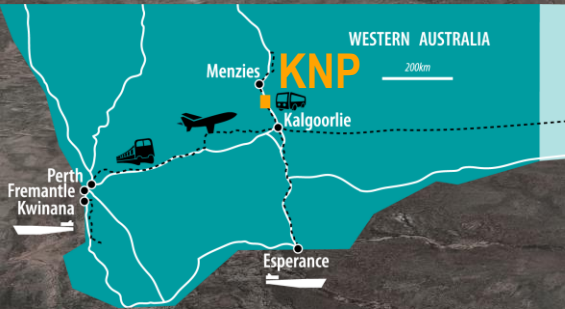 WESTERN AUSTRALIA
200km
KNP
Menzies
Kalgoorlie
Perth
Fremantle
Kwinana
Esperance